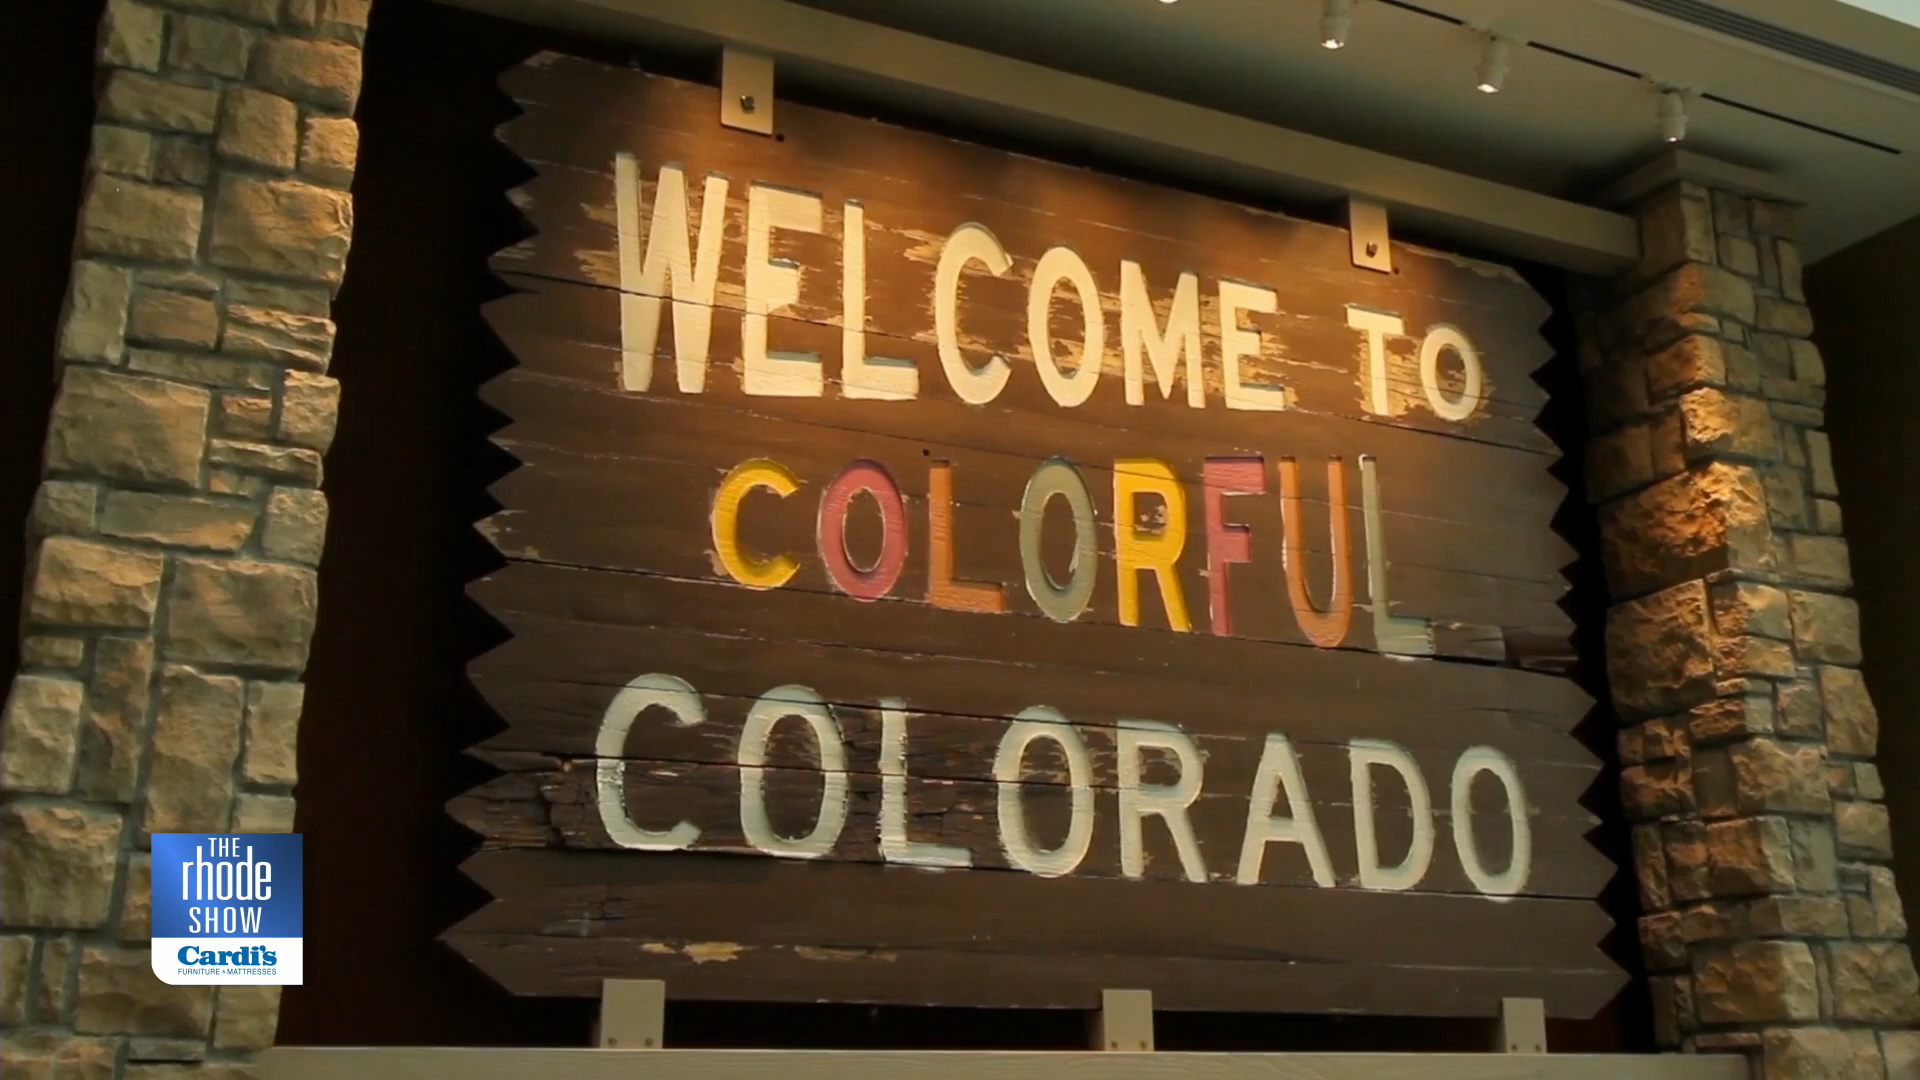 WELCOME TO
COLORFUL
COLORADO
THE
rhode
SHOW
Cardi's
FURNITURE & MATTRESSES